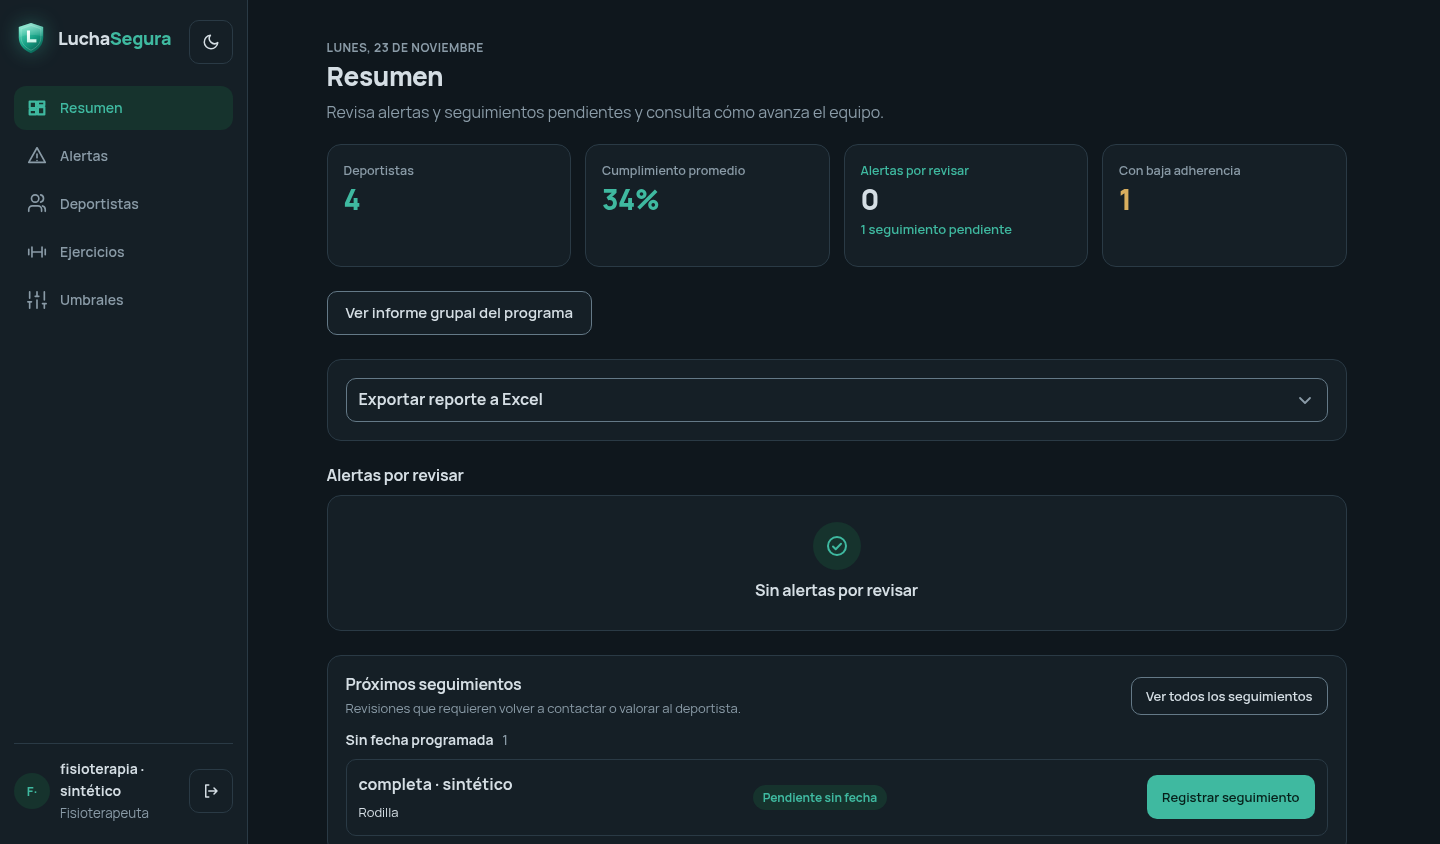 LuchaSegura
Resumen
Alertas
Deportistas
Ejercicios
Umbrales
F·
fisioterapia ·
sintético
Fisioterapeuta
LUNES, 23 DE NOVIEMBRE
Resumen
Revisa alertas y seguimientos pendientes y consulta cómo avanza el equipo.
Deportistas
4
Cumplimiento promedio
34%
Alertas por revisar
0
1 seguimiento pendiente
Con baja adherencia
1
Ver informe grupal del programa
Exportar reporte a Excel
Alertas por revisar
Sin alertas por revisar
Próximos seguimientos
Revisiones que requieren volver a contactar o valorar al deportista.
Ver todos los seguimientos
Sin fecha programada 1
completa · sintético
Rodilla
Pendiente sin fecha
Registrar seguimiento